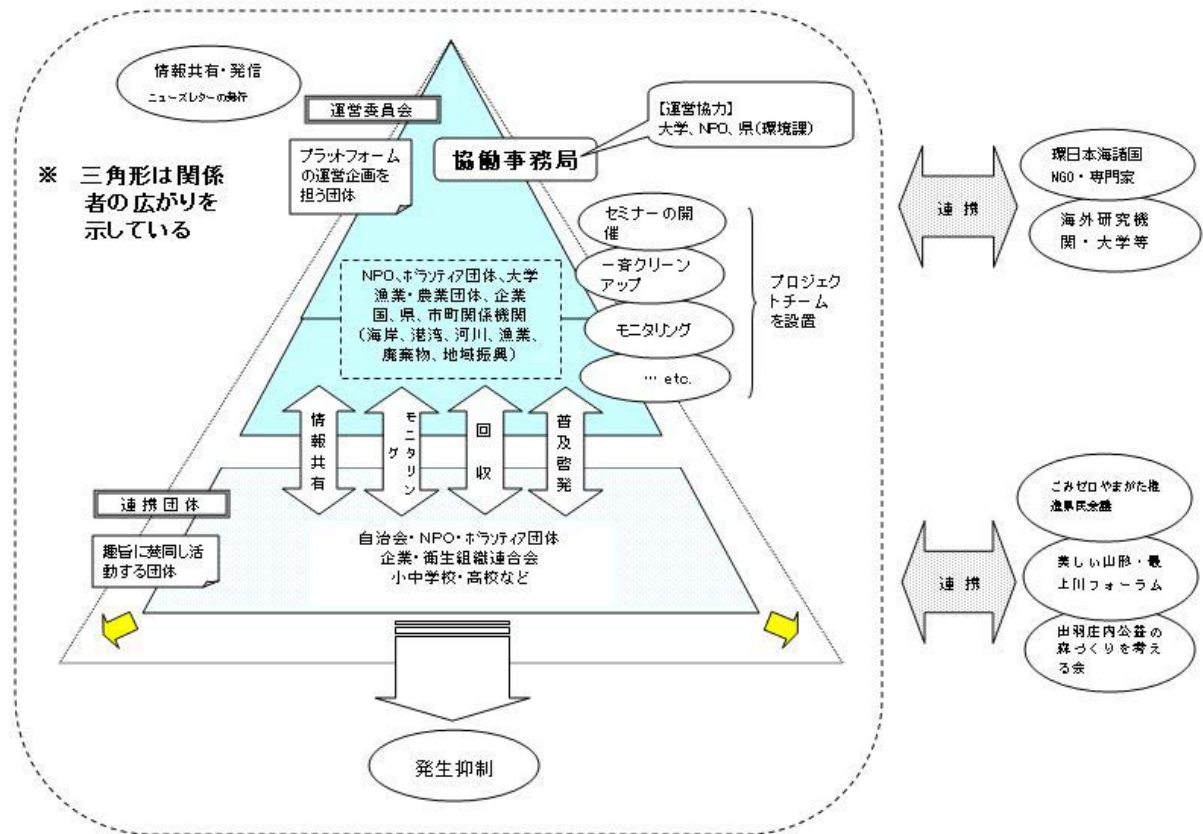 情報共有・発信
ニューズレターの発行
運営委員会
プラットフォーム
の運営企画を
担う団体
※ 三角形は関係
者の広がりを
示している
協働事務局
【運営協力】
大学、NPO、県(環境課)
セミナーの開
催
一斉クリーン
アップ
モニタリング
… etc.
プロジェク
トチーム
を設置
NPO、ボランティア団体、大学
漁業・農業団体、企業
国、県、市町関係機関
(海岸、港湾、河川、漁業、
廃棄物、地域振興)
情報共有
モニタリング
回収
普及啓発
連携団体
趣旨に賛同し活
動する団体
自治会・NPO・ボランティア団体
企業・衛生組織連合会
小中学校・高校など
発生抑制
連携
環日本海諸国
NGO・専門家
海外研究機
関・大学等
連携
ごみゼロやまがた推
進県民会議
美しい山形・最
上川フォーラム
出羽庄内公益の
森づくりを考え
る会